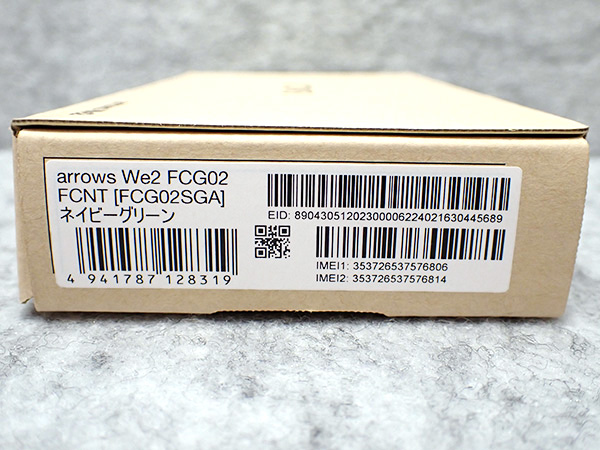 arrows We2 FCG02
FCNT [FCG02SGA]
ネイビーグリーン
4 941787 128319
EID: 89043051202300006224021630445689
IMEI1: 353726537576806
IMEI2: 353726537576814